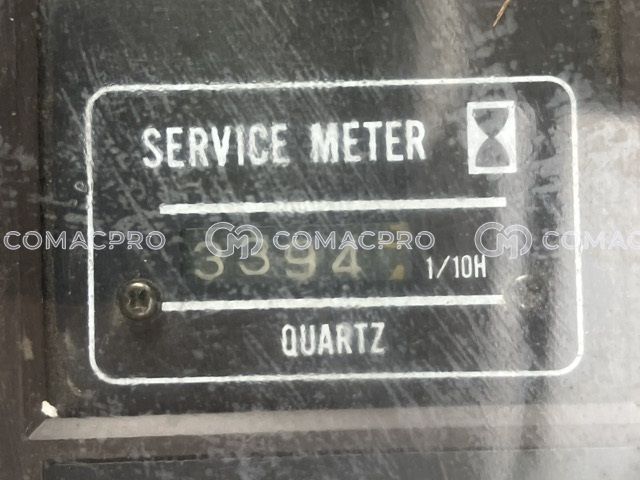 SERVICE METER
COMACPRO COMACPRO COMACPRO
3394 1/10H
QUARTZ